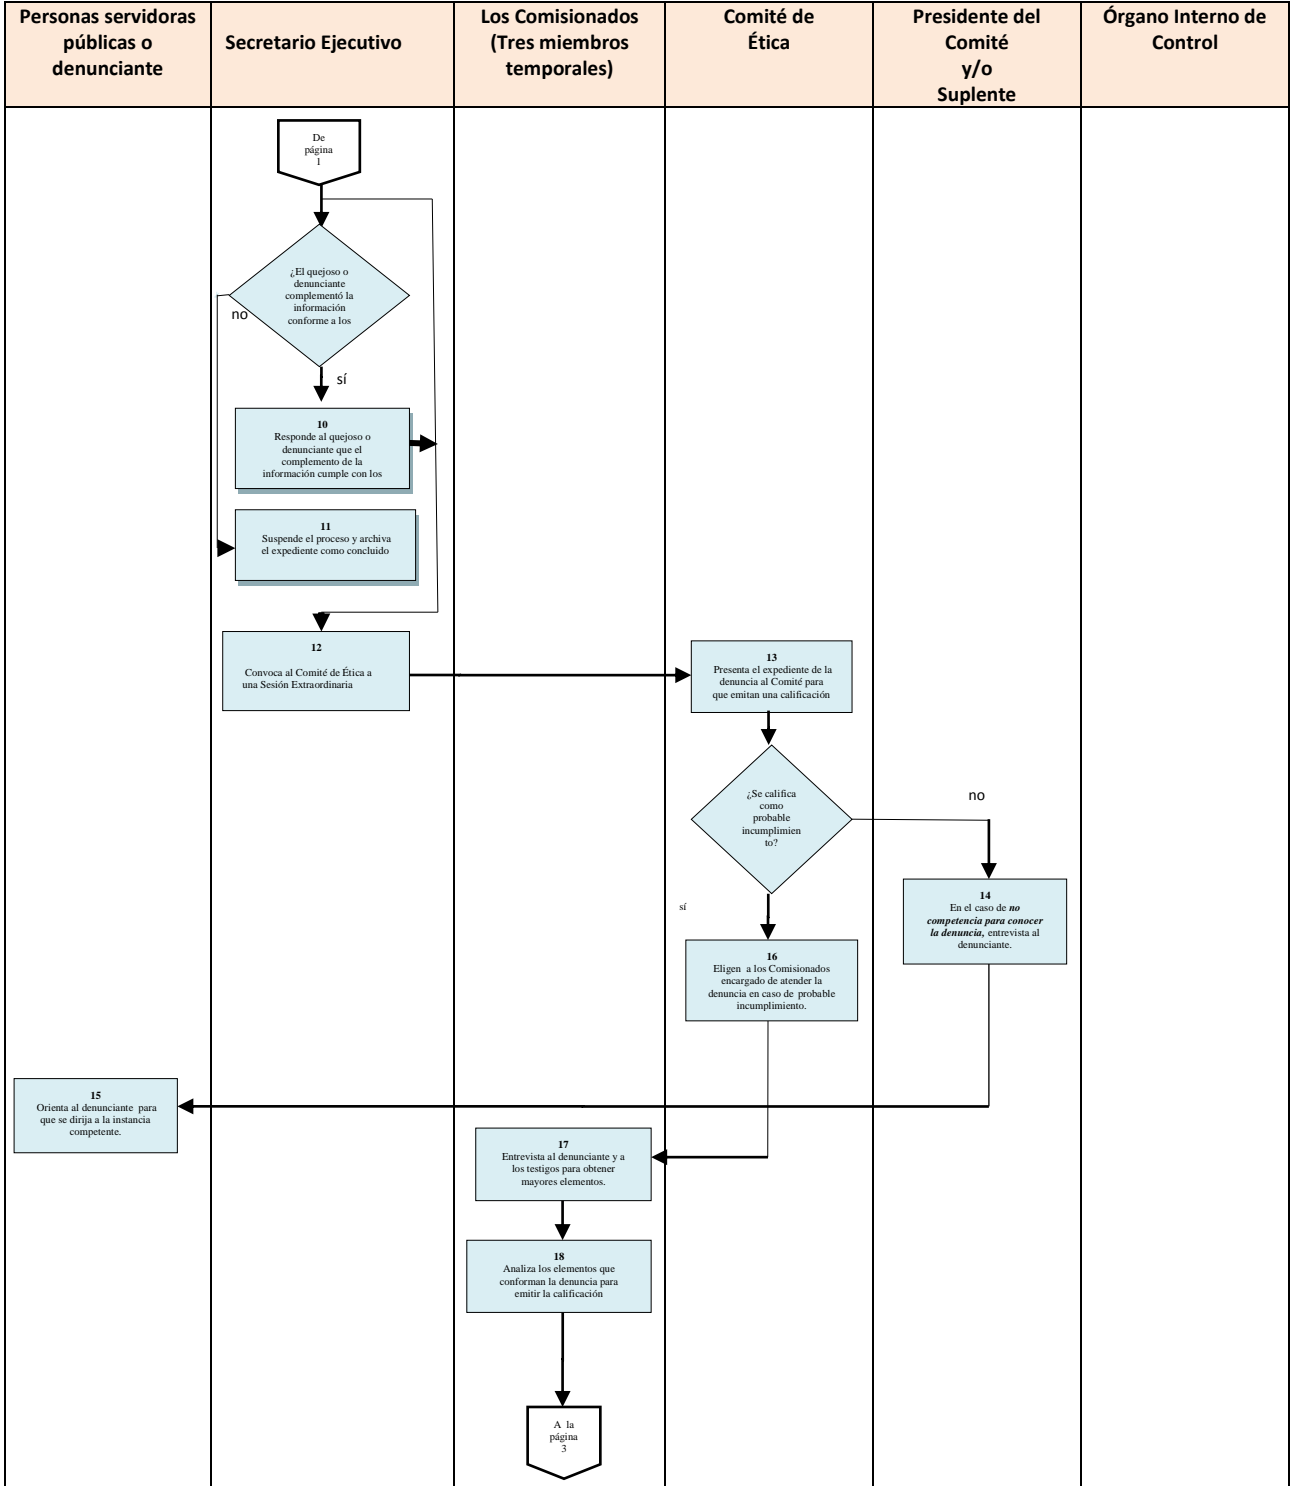 Personas servidoras
públicas o
denunciante
Secretario Ejecutivo
Los Comisionados
(Tres miembros
temporales)
Comité de
Ética
Presidente del
Comité
y/o
Suplente
Órgano Interno de
Control
De
página
1
¿El quejoso o
denunciante
complementó la
información
conforme a los
no
sí
10
Responde al quejoso o
denunciante que el
complemento de la
información cumple con los
11
Suspende el proceso y archiva
el expediente como concluido
12
Convoca al Comité de Ética a
una Sesión Extraordinaria
13
Presenta el expediente de la
denuncia al Comité para
que emitan una calificación
¿Se califica
como
probable
incumplimien
to?
no
sí
14
En el caso de no
competencia para conocer
la denuncia, entrevista al
denunciante.
16
Eligen a los Comisionados
encargado de atender la
denuncia en caso de probable
incumplimiento.
15
Orienta al denunciante para
que se dirija a la instancia
competente.
17
Entrevista al denunciante y a
los testigos para obtener
mayores elementos.
18
Analiza los elementos que
conforman la denuncia para
emitir la calificación
A la
página
3